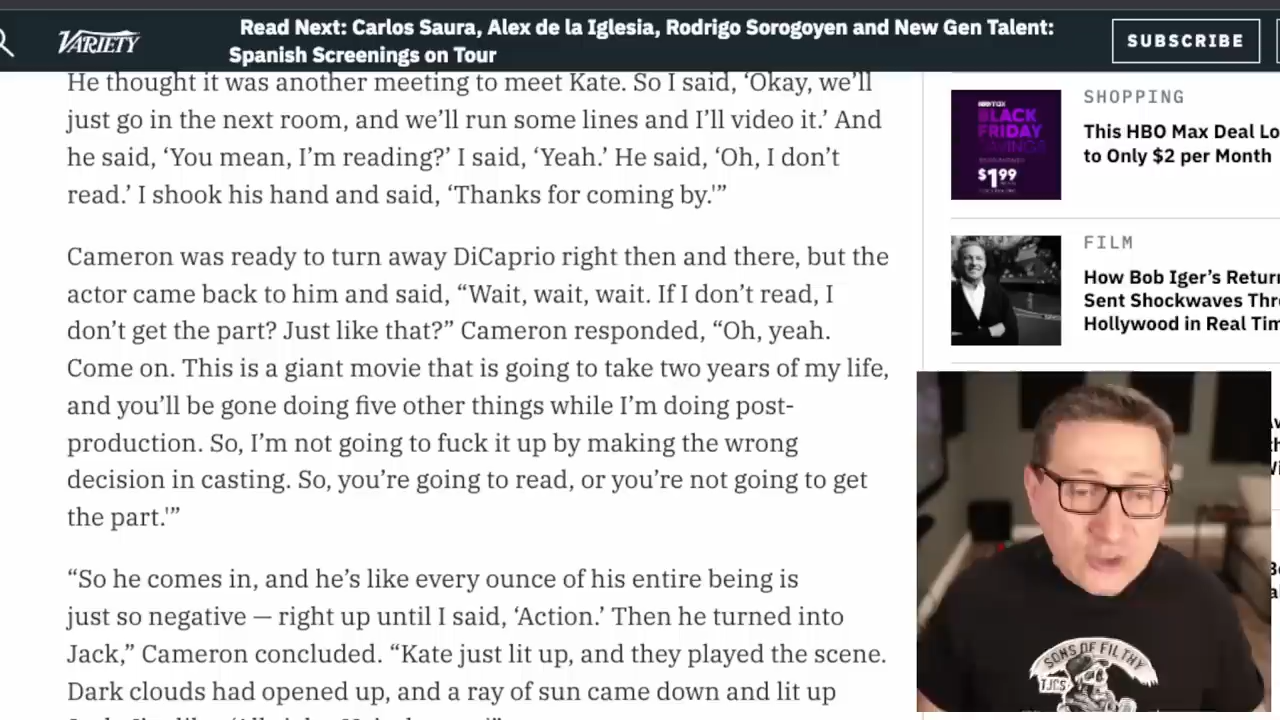 VARIETY
Read Next: Carlos Saura, Alex de la Iglesia, Rodrigo Sorogoyen and New Gen Talent:
Spanish Screenings on Tour
SUBSCRIBE
He thought it was another meeting to meet Kate. So I said, ‘Okay, we’ll
just go in the next room, and we’ll run some lines and I’ll video it.’ And
he said, ‘You mean, I’m reading?’ I said, ‘Yeah.’ He said, ‘Oh, I don’t
read.’ I shook his hand and said, ‘Thanks for coming by.'”
Cameron was ready to turn away DiCaprio right then and there, but the
actor came back to him and said, “Wait, wait, wait. If I don’t read, I
don’t get the part? Just like that?” Cameron responded, “Oh, yeah.
Come on. This is a giant movie that is going to take two years of my life,
and you’ll be gone doing five other things while I’m doing post-
production. So, I’m not going to fuck it up by making the wrong
decision in casting. So, you’re going to read, or you’re not going to get
the part.'”
“So he comes in, and he’s like every ounce of his entire being is
just so negative — right up until I said, ‘Action.’ Then he turned into
Jack,” Cameron concluded. “Kate just lit up, and they played the scene.
Dark clouds had opened up, and a ray of sun came down and lit up
SHOPPING
This HBO Max Deal Lo
to Only $2 per Month
BLACK
FRIDAY
SAVINGS
$1.99
FILM
How Bob Iger’s Return
Sent Shockwaves Thr
Hollywood in Real Tim
SONS OF FILTHY
TJCS